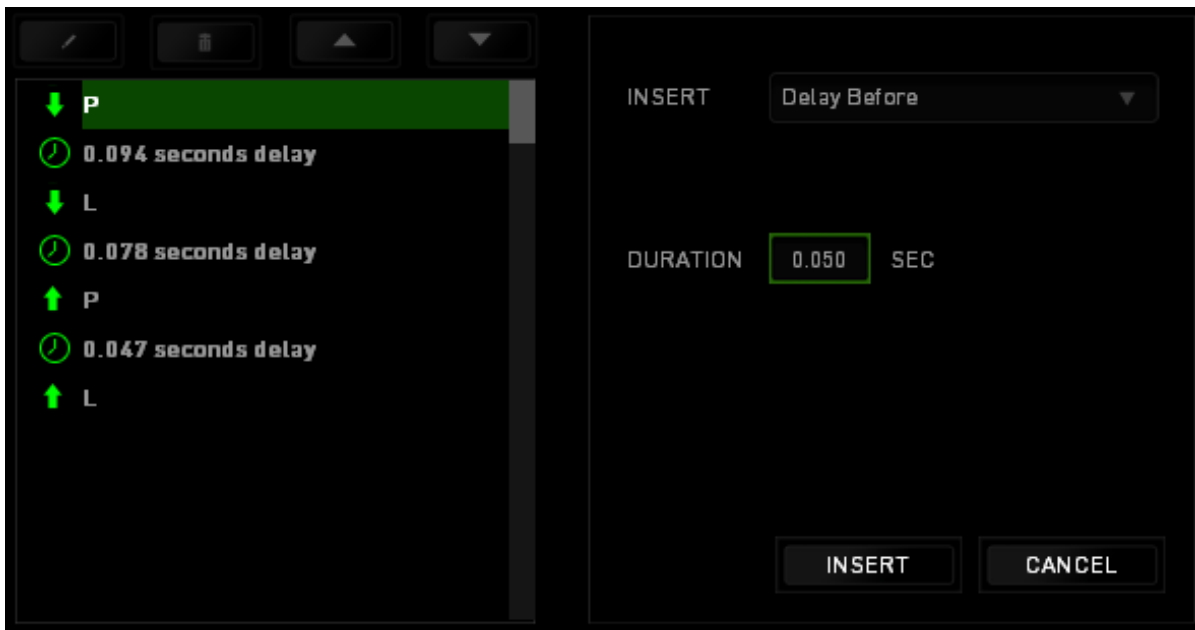 P
0.094 seconds delay
L
0.078 seconds delay
P
0.047 seconds delay
L
INSERT Delay Before
DURATION 0.050 SEC
INSERT CANCEL